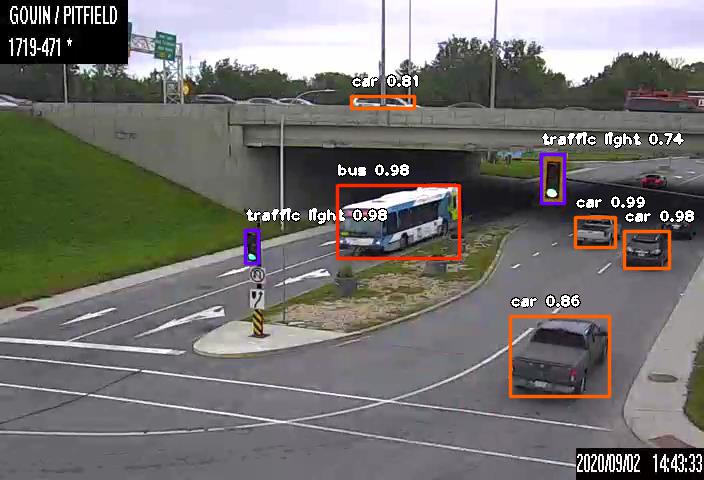 GOUIN / PITFIELD
1719-471 *
car 0.81
traffic light 0.74
bus 0.98
car 0.99
traffic light 0.98
car 0.98
car 0.86
2020/09/02 14:43:33